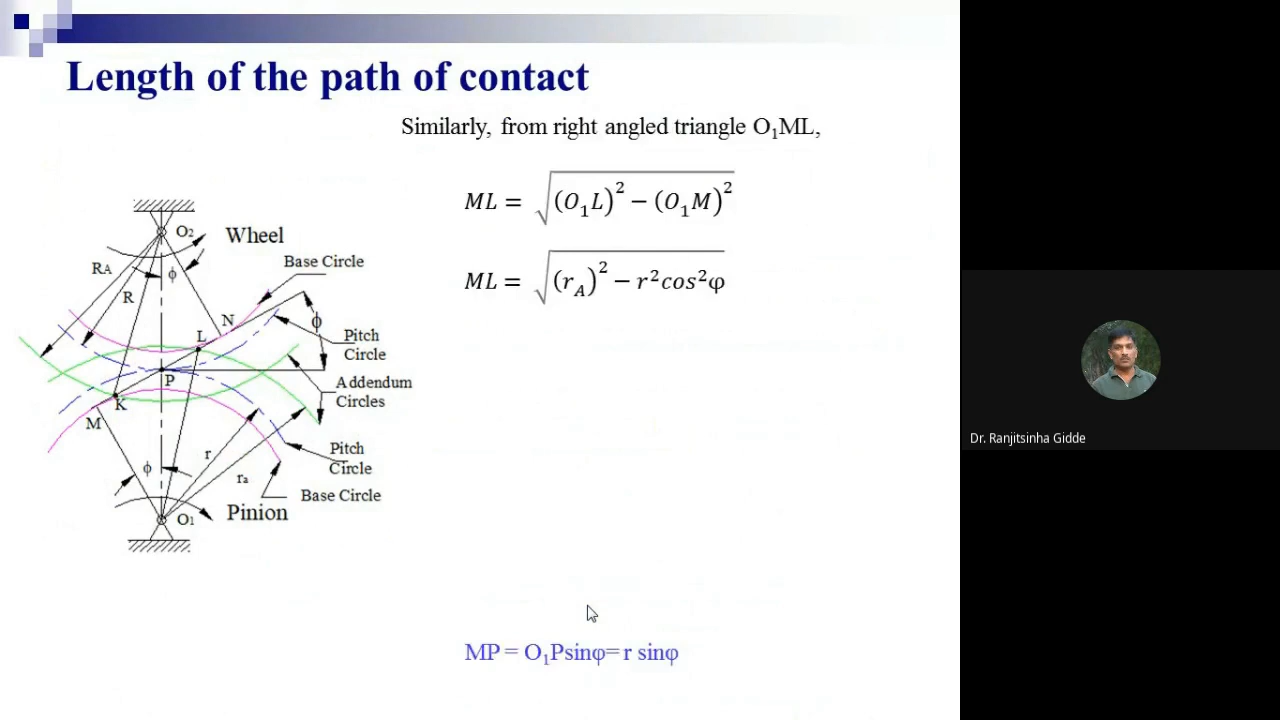 Length of the path of contact
Similarly, from right angled triangle O₁ML,
ML = √(O₁L)² − (O₁M)²
ML = √(r_A)² − r²cos²φ
O₂
Wheel
Base Circle
RA
ϕ
R
N
ϕ
L
Pitch
Circle
P
Addendum
Circles
K
M
Pitch
Circle
r
ϕ
ra
Base Circle
O₁
Pinion
MP = O₁Psinφ= r sinφ
Dr. Ranjitsinha Gidde